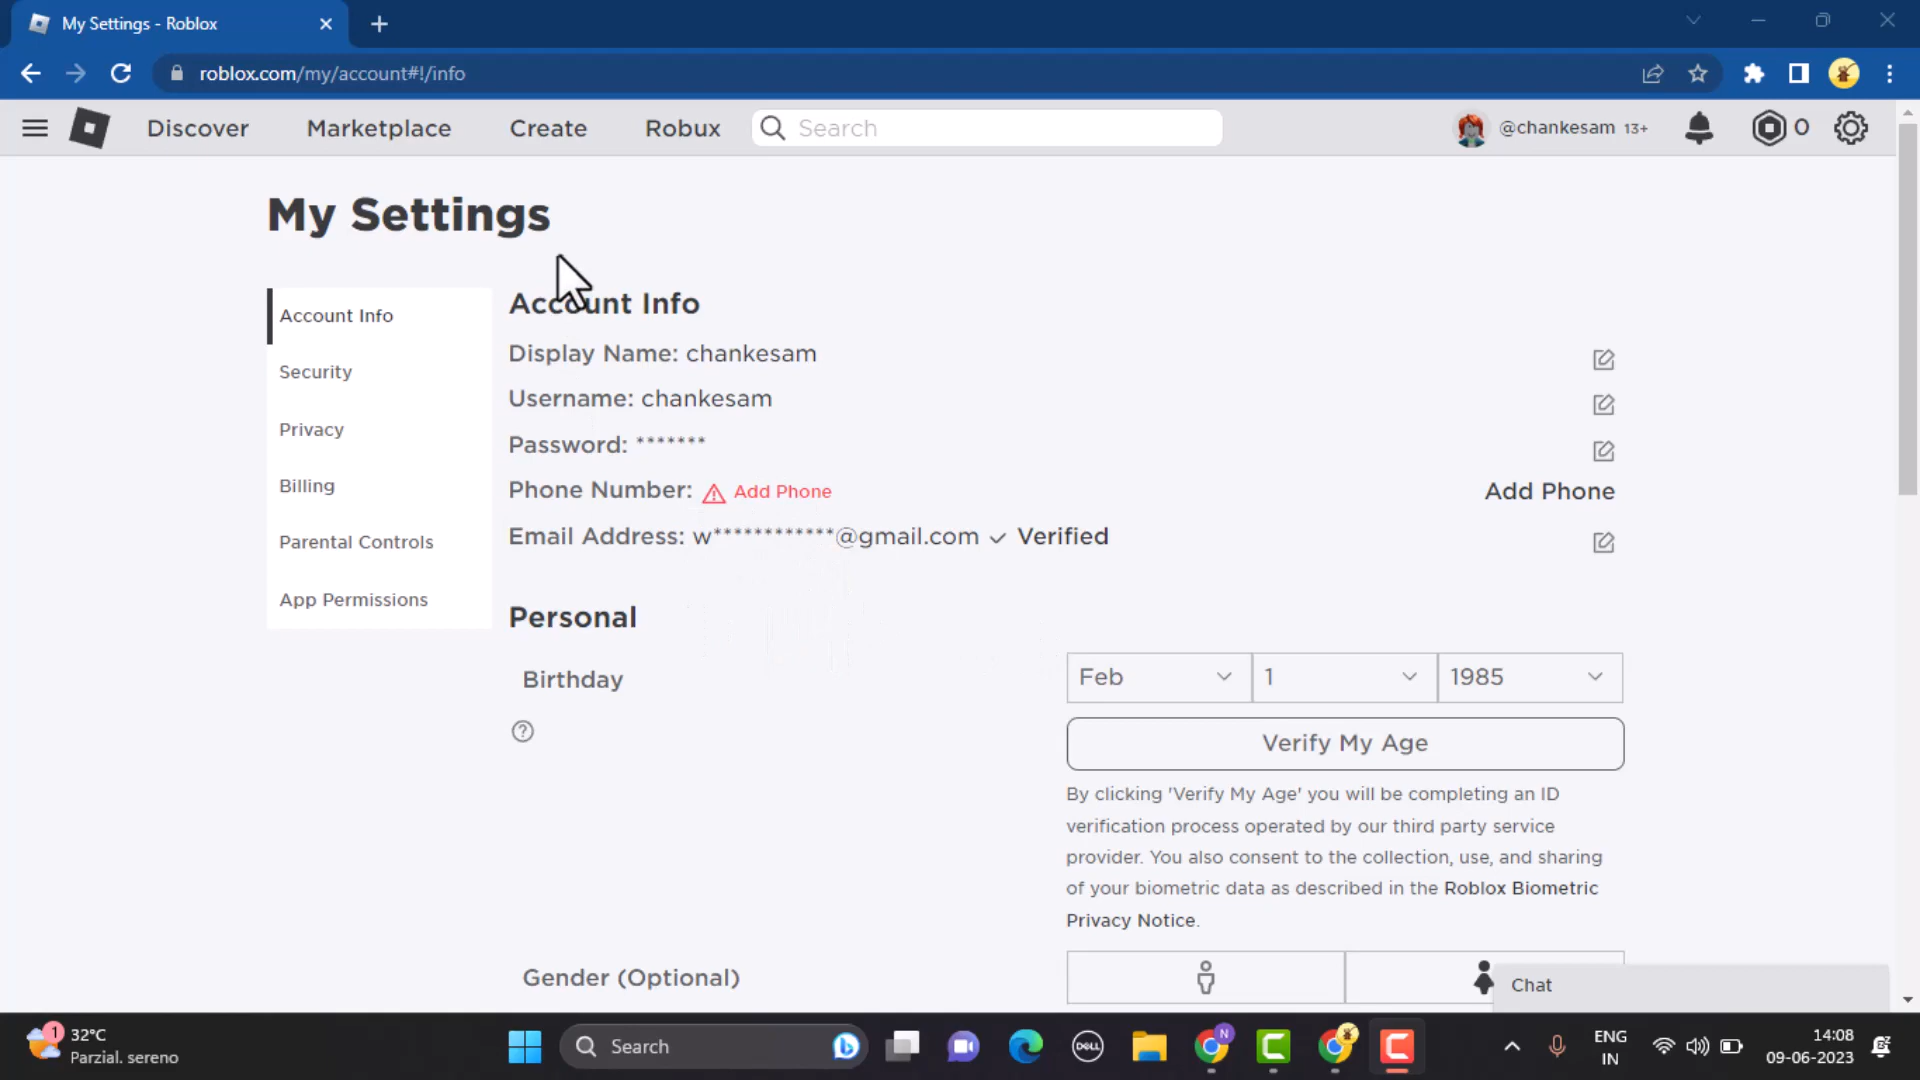 My Settings - Roblox
roblox.com/my/account#!/info
Discover Marketplace Create Robux Search @chankesam 13+ 0
My Settings
Account Info
Security
Privacy
Billing
Parental Controls
App Permissions
Account Info
Display Name: chankesam
Username: chankesam
Password: *******
Phone Number: Add Phone Add Phone
Email Address: w************@gmail.com Verified
Personal
Birthday Feb 1 1985
Verify My Age
By clicking 'Verify My Age' you will be completing an ID
verification process operated by our third party service
provider. You also consent to the collection, use, and sharing
of your biometric data as described in the Roblox Biometric
Privacy Notice.
Gender (Optional)
Chat
1 32°C
Parzial. sereno
Search
DELL
N
ENG
IN
14:08
09-06-2023